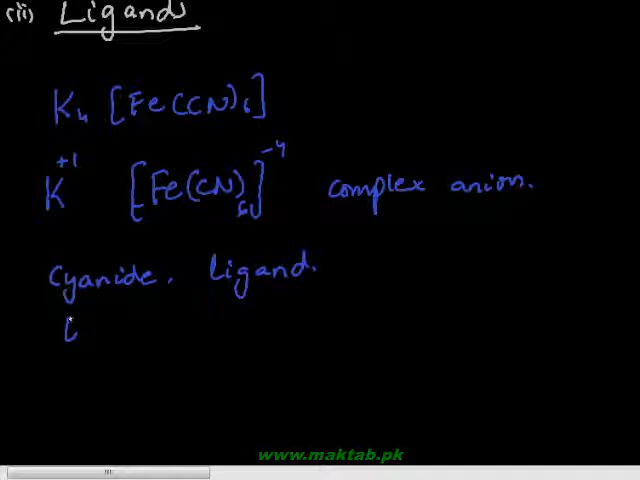 (ii) Ligands
K₄ [Fe(CN)₆]
K⁺¹ [Fe(CN)₆]⁻⁴ complex anion.
Cyanide. Ligand.
[
www.maktab.pk